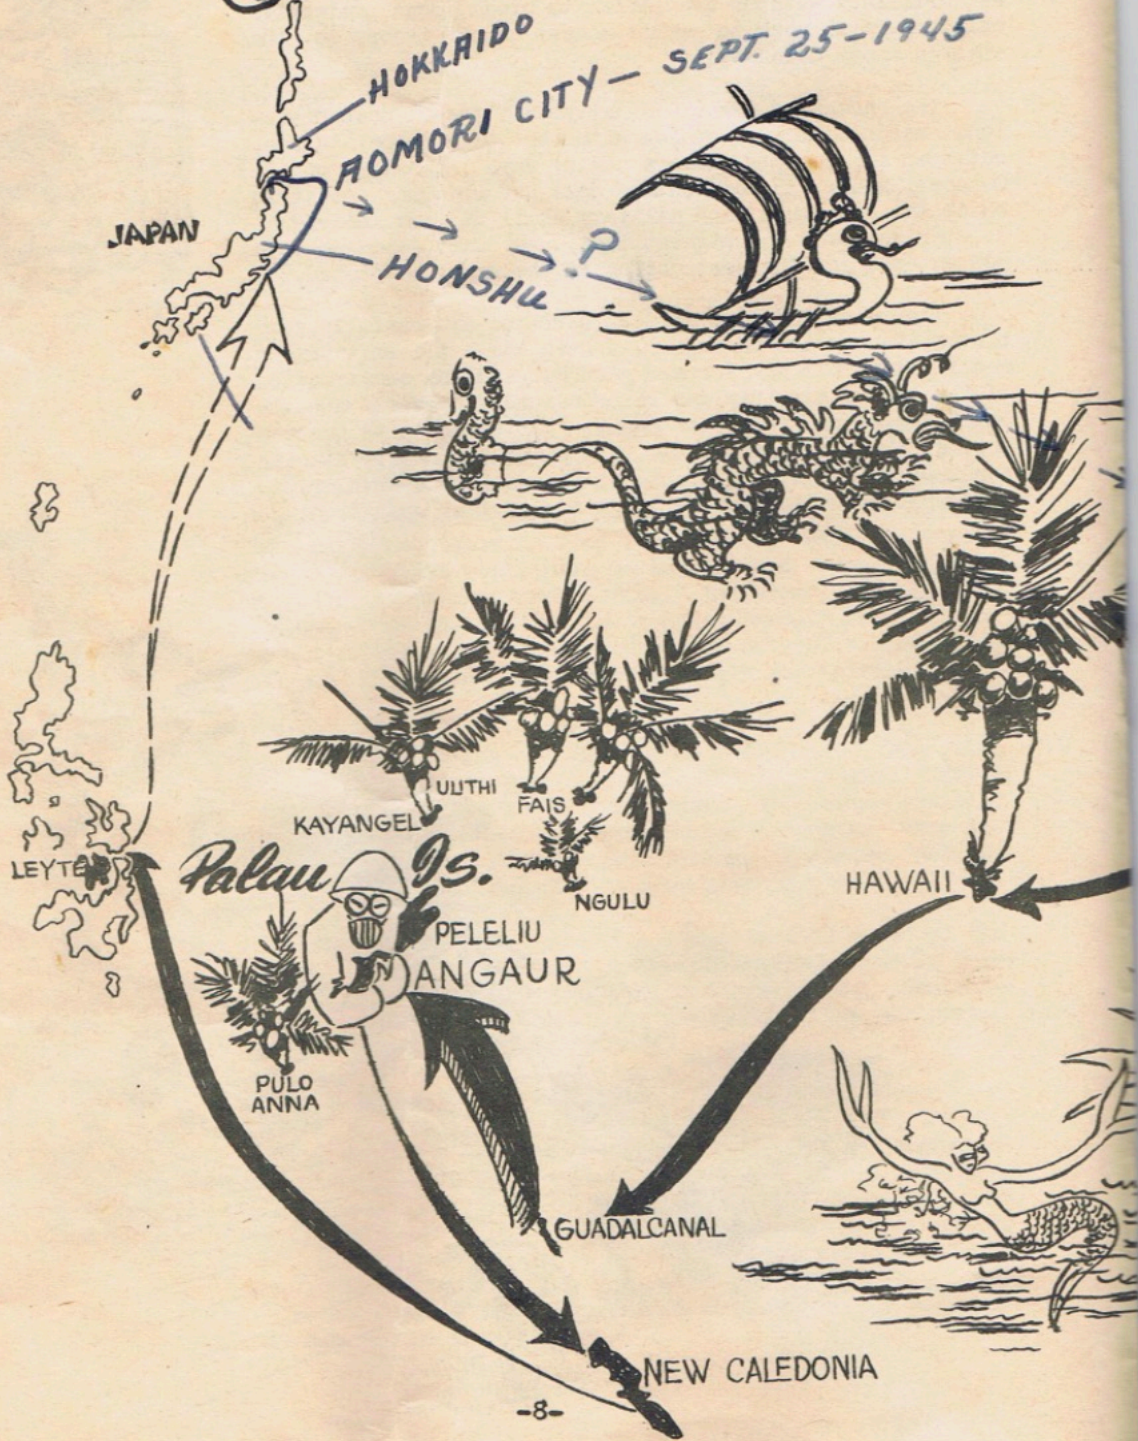 HOKKAIDO
AOMORI CITY — SEPT. 25-1945
JAPAN
HONSHU
?
ULITHI
FAIS
KAYANGEL
LEYTE
Palau Is.
HAWAII
NGULU
PELELIU
ANGAUR
PULO
ANNA
GUADALCANAL
NEW CALEDONIA
-8-